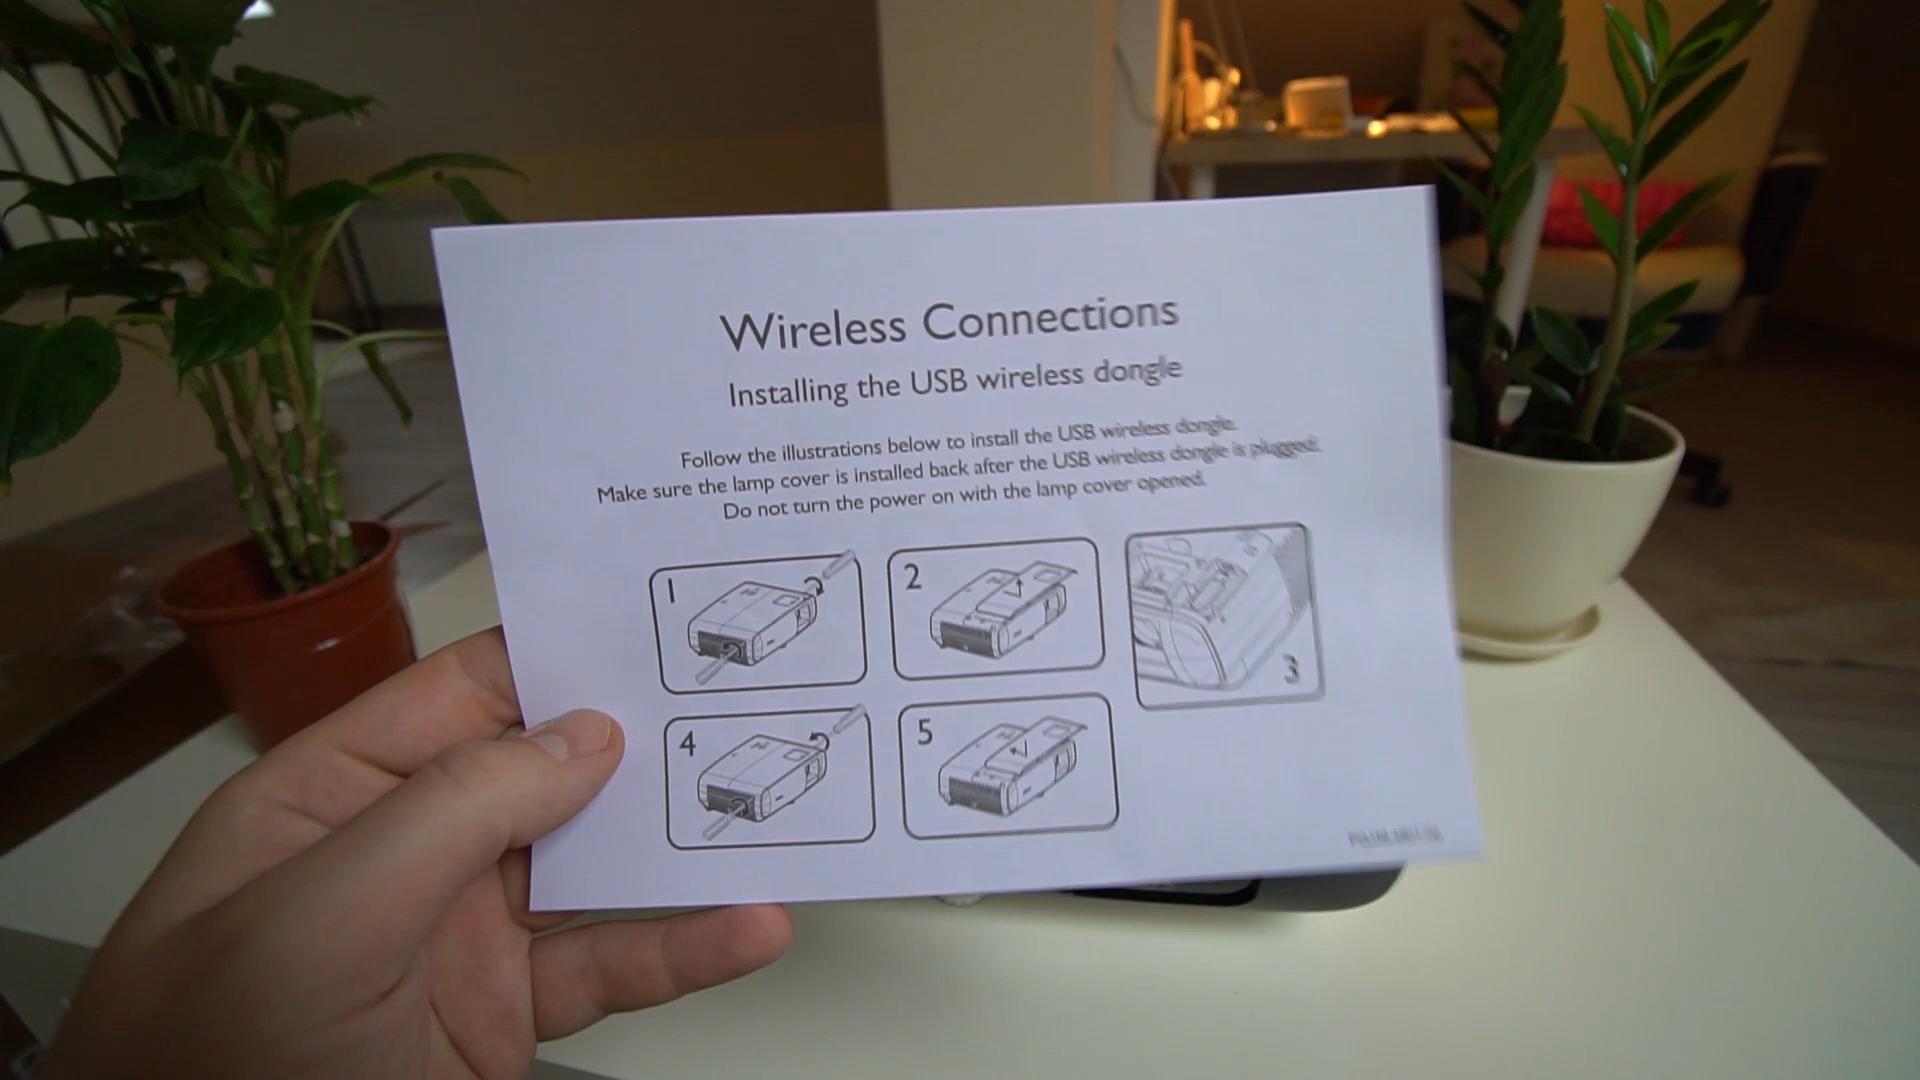 Wireless Connections
Installing the USB wireless dongle
Follow the illustrations below to install the USB wireless dongle.
Make sure the lamp cover is installed back after the USB wireless dongle is plugged.
Do not turn the power on with the lamp cover opened.
1
2
3
4
5